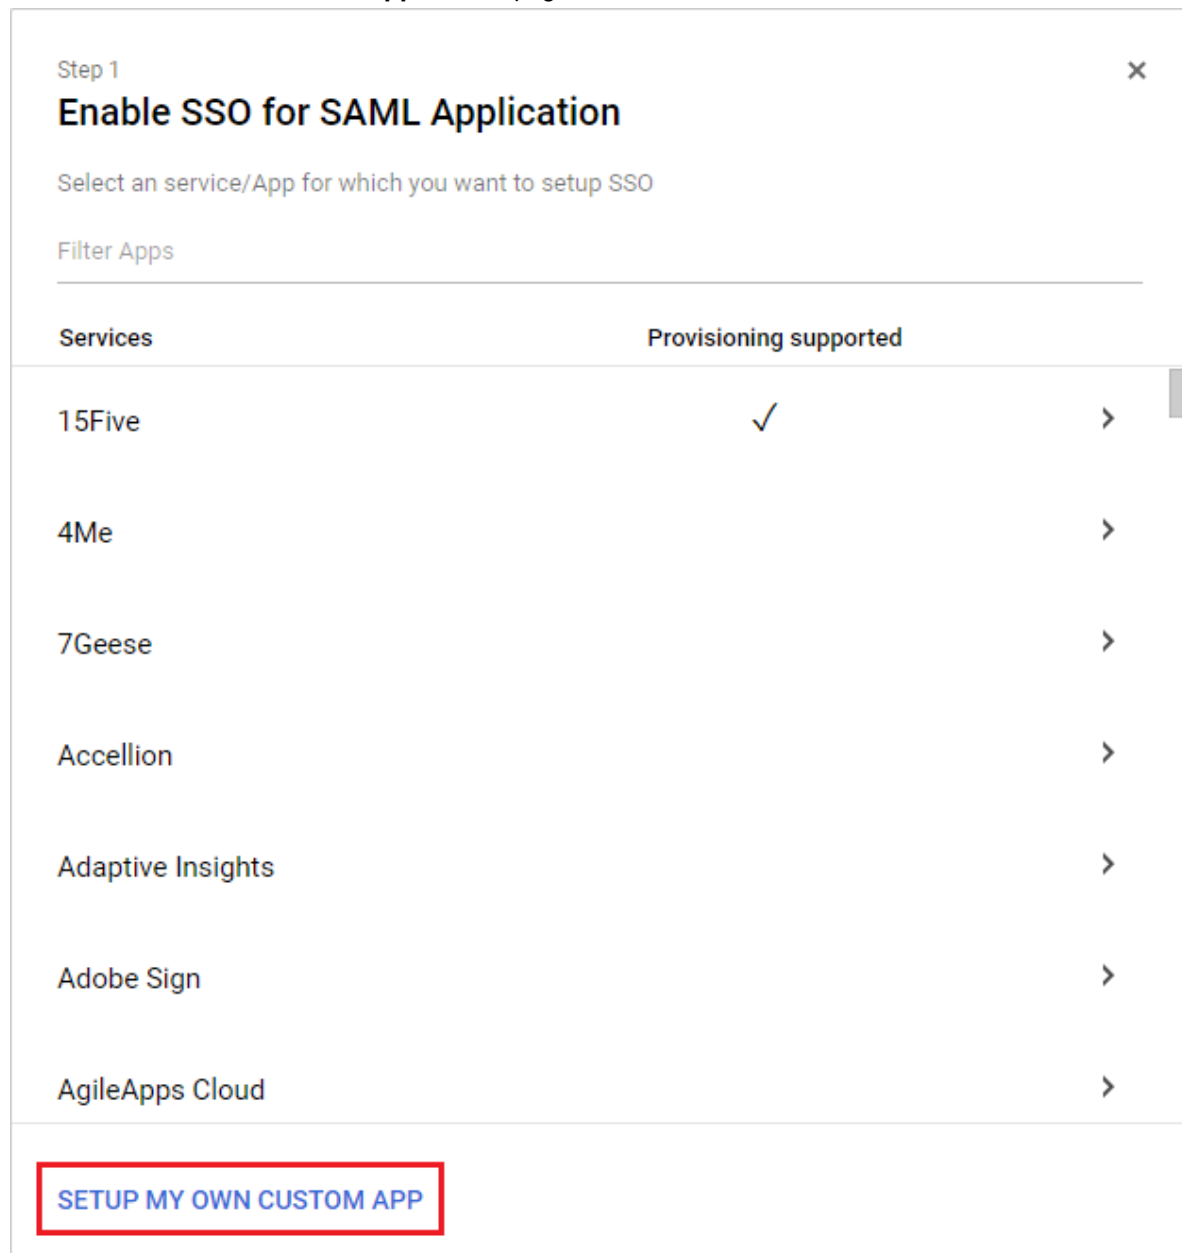 Step 1
Enable SSO for SAML Application
Select an service/App for which you want to setup SSO
Filter Apps
Services Provisioning supported
15Five
4Me
7Geese
Accellion
Adaptive Insights
Adobe Sign
AgileApps Cloud
SETUP MY OWN CUSTOM APP